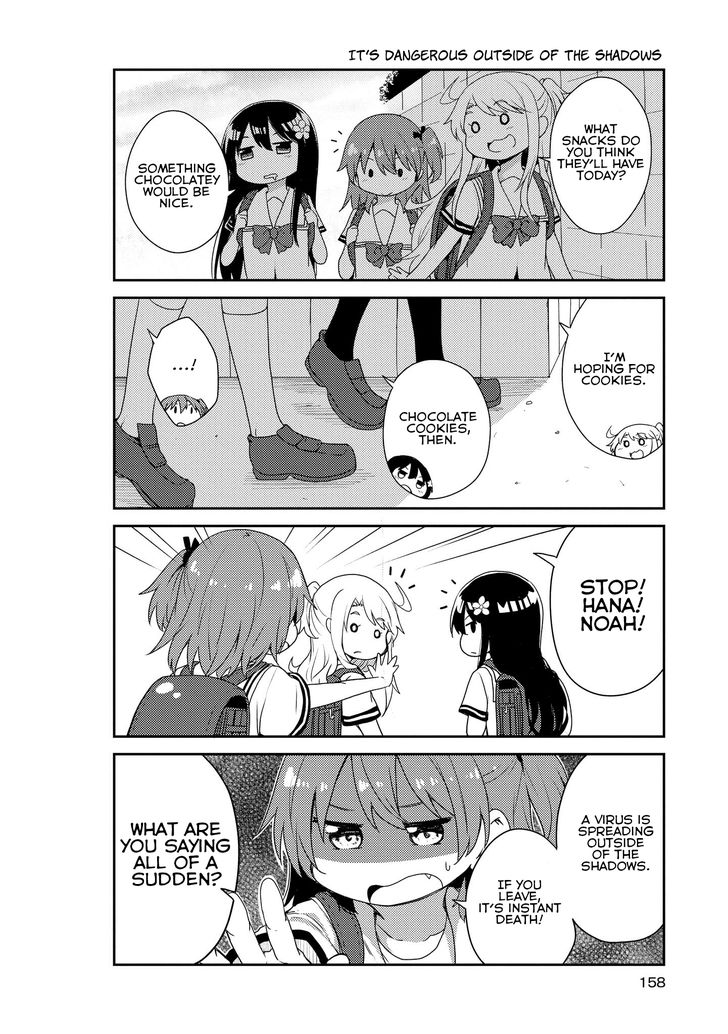 IT'S DANGEROUS OUTSIDE OF THE SHADOWS
WHAT
SNACKS DO
YOU THINK
THEY'LL HAVE
TODAY?
SOMETHING
CHOCOLATEY
WOULD BE
NICE.
I'M
HOPING FOR
COOKIES.
CHOCOLATE
COOKIES,
THEN.
...!
STOP!
HANA!
NOAH!
A VIRUS IS
SPREADING
OUTSIDE
OF THE
SHADOWS.
IF YOU
LEAVE,
IT'S INSTANT
DEATH!
WHAT ARE
YOU SAYING
ALL OF A
SUDDEN?
158